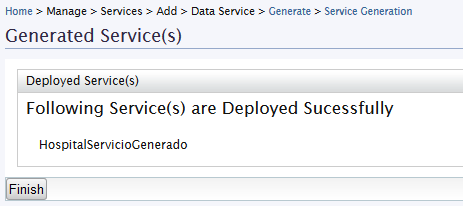 Home > Manage > Services > Add > Data Service > Generate > Service Generation
Generated Service(s)
Deployed Service(s)
Following Service(s) are Deployed Sucessfully
HospitalServicioGenerado
Finish